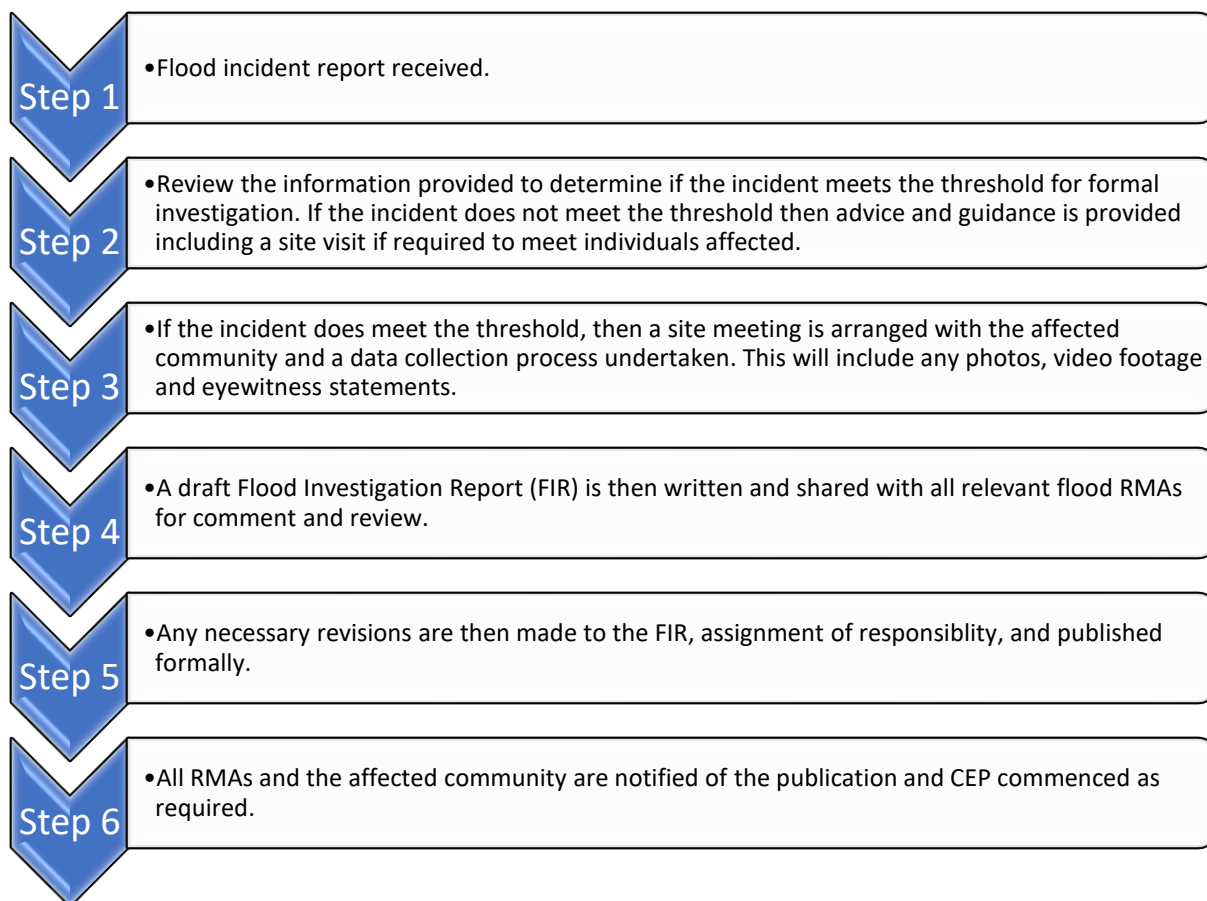 Step 1
•Flood incident report received.
Step 2
•Review the information provided to determine if the incident meets the threshold for formal
investigation. If the incident does not meet the threshold then advice and guidance is provided
including a site visit if required to meet individuals affected.
Step 3
•If the incident does meet the threshold, then a site meeting is arranged with the affected
community and a data collection process undertaken. This will include any photos, video footage
and eyewitness statements.
Step 4
•A draft Flood Investigation Report (FIR) is then written and shared with all relevant flood RMAs
for comment and review.
Step 5
•Any necessary revisions are then made to the FIR, assignment of responsiblity, and published
formally.
Step 6
•All RMAs and the affected community are notified of the publication and CEP commenced as
required.